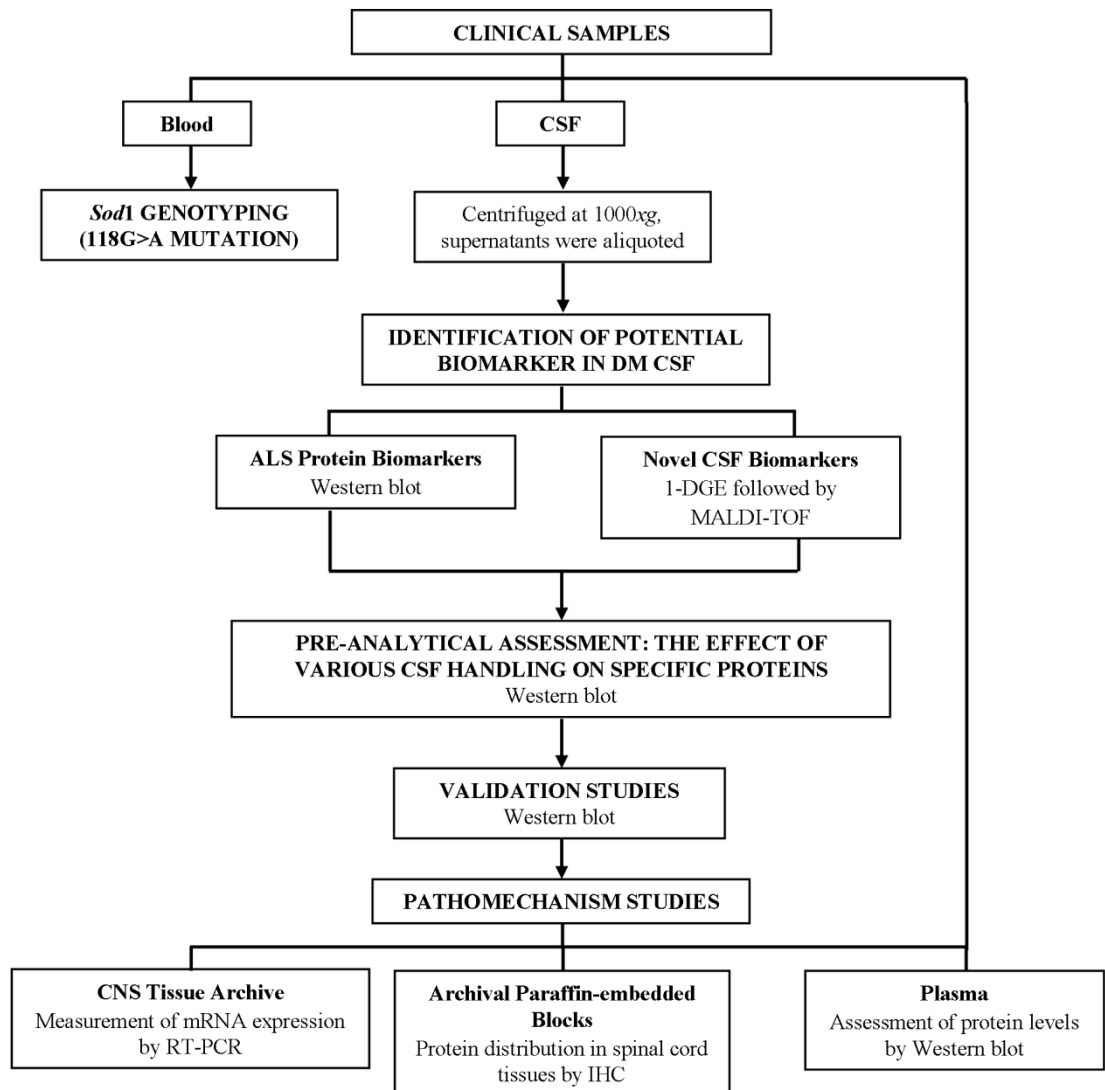 CLINICAL SAMPLES
Blood
CSF
Sod1 GENOTYPING
(118G>A MUTATION)
Centrifuged at 1000xg,
supernatants were aliquoted
IDENTIFICATION OF POTENTIAL
BIOMARKER IN DM CSF
ALS Protein Biomarkers
Western blot
Novel CSF Biomarkers
1-DGE followed by
MALDI-TOF
PRE-ANALYTICAL ASSESSMENT: THE EFFECT OF
VARIOUS CSF HANDLING ON SPECIFIC PROTEINS
Western blot
VALIDATION STUDIES
Western blot
PATHOMECHANISM STUDIES
CNS Tissue Archive
Measurement of mRNA expression
by RT-PCR
Archival Paraffin-embedded
Blocks
Protein distribution in spinal cord
tissues by IHC
Plasma
Assessment of protein levels
by Western blot